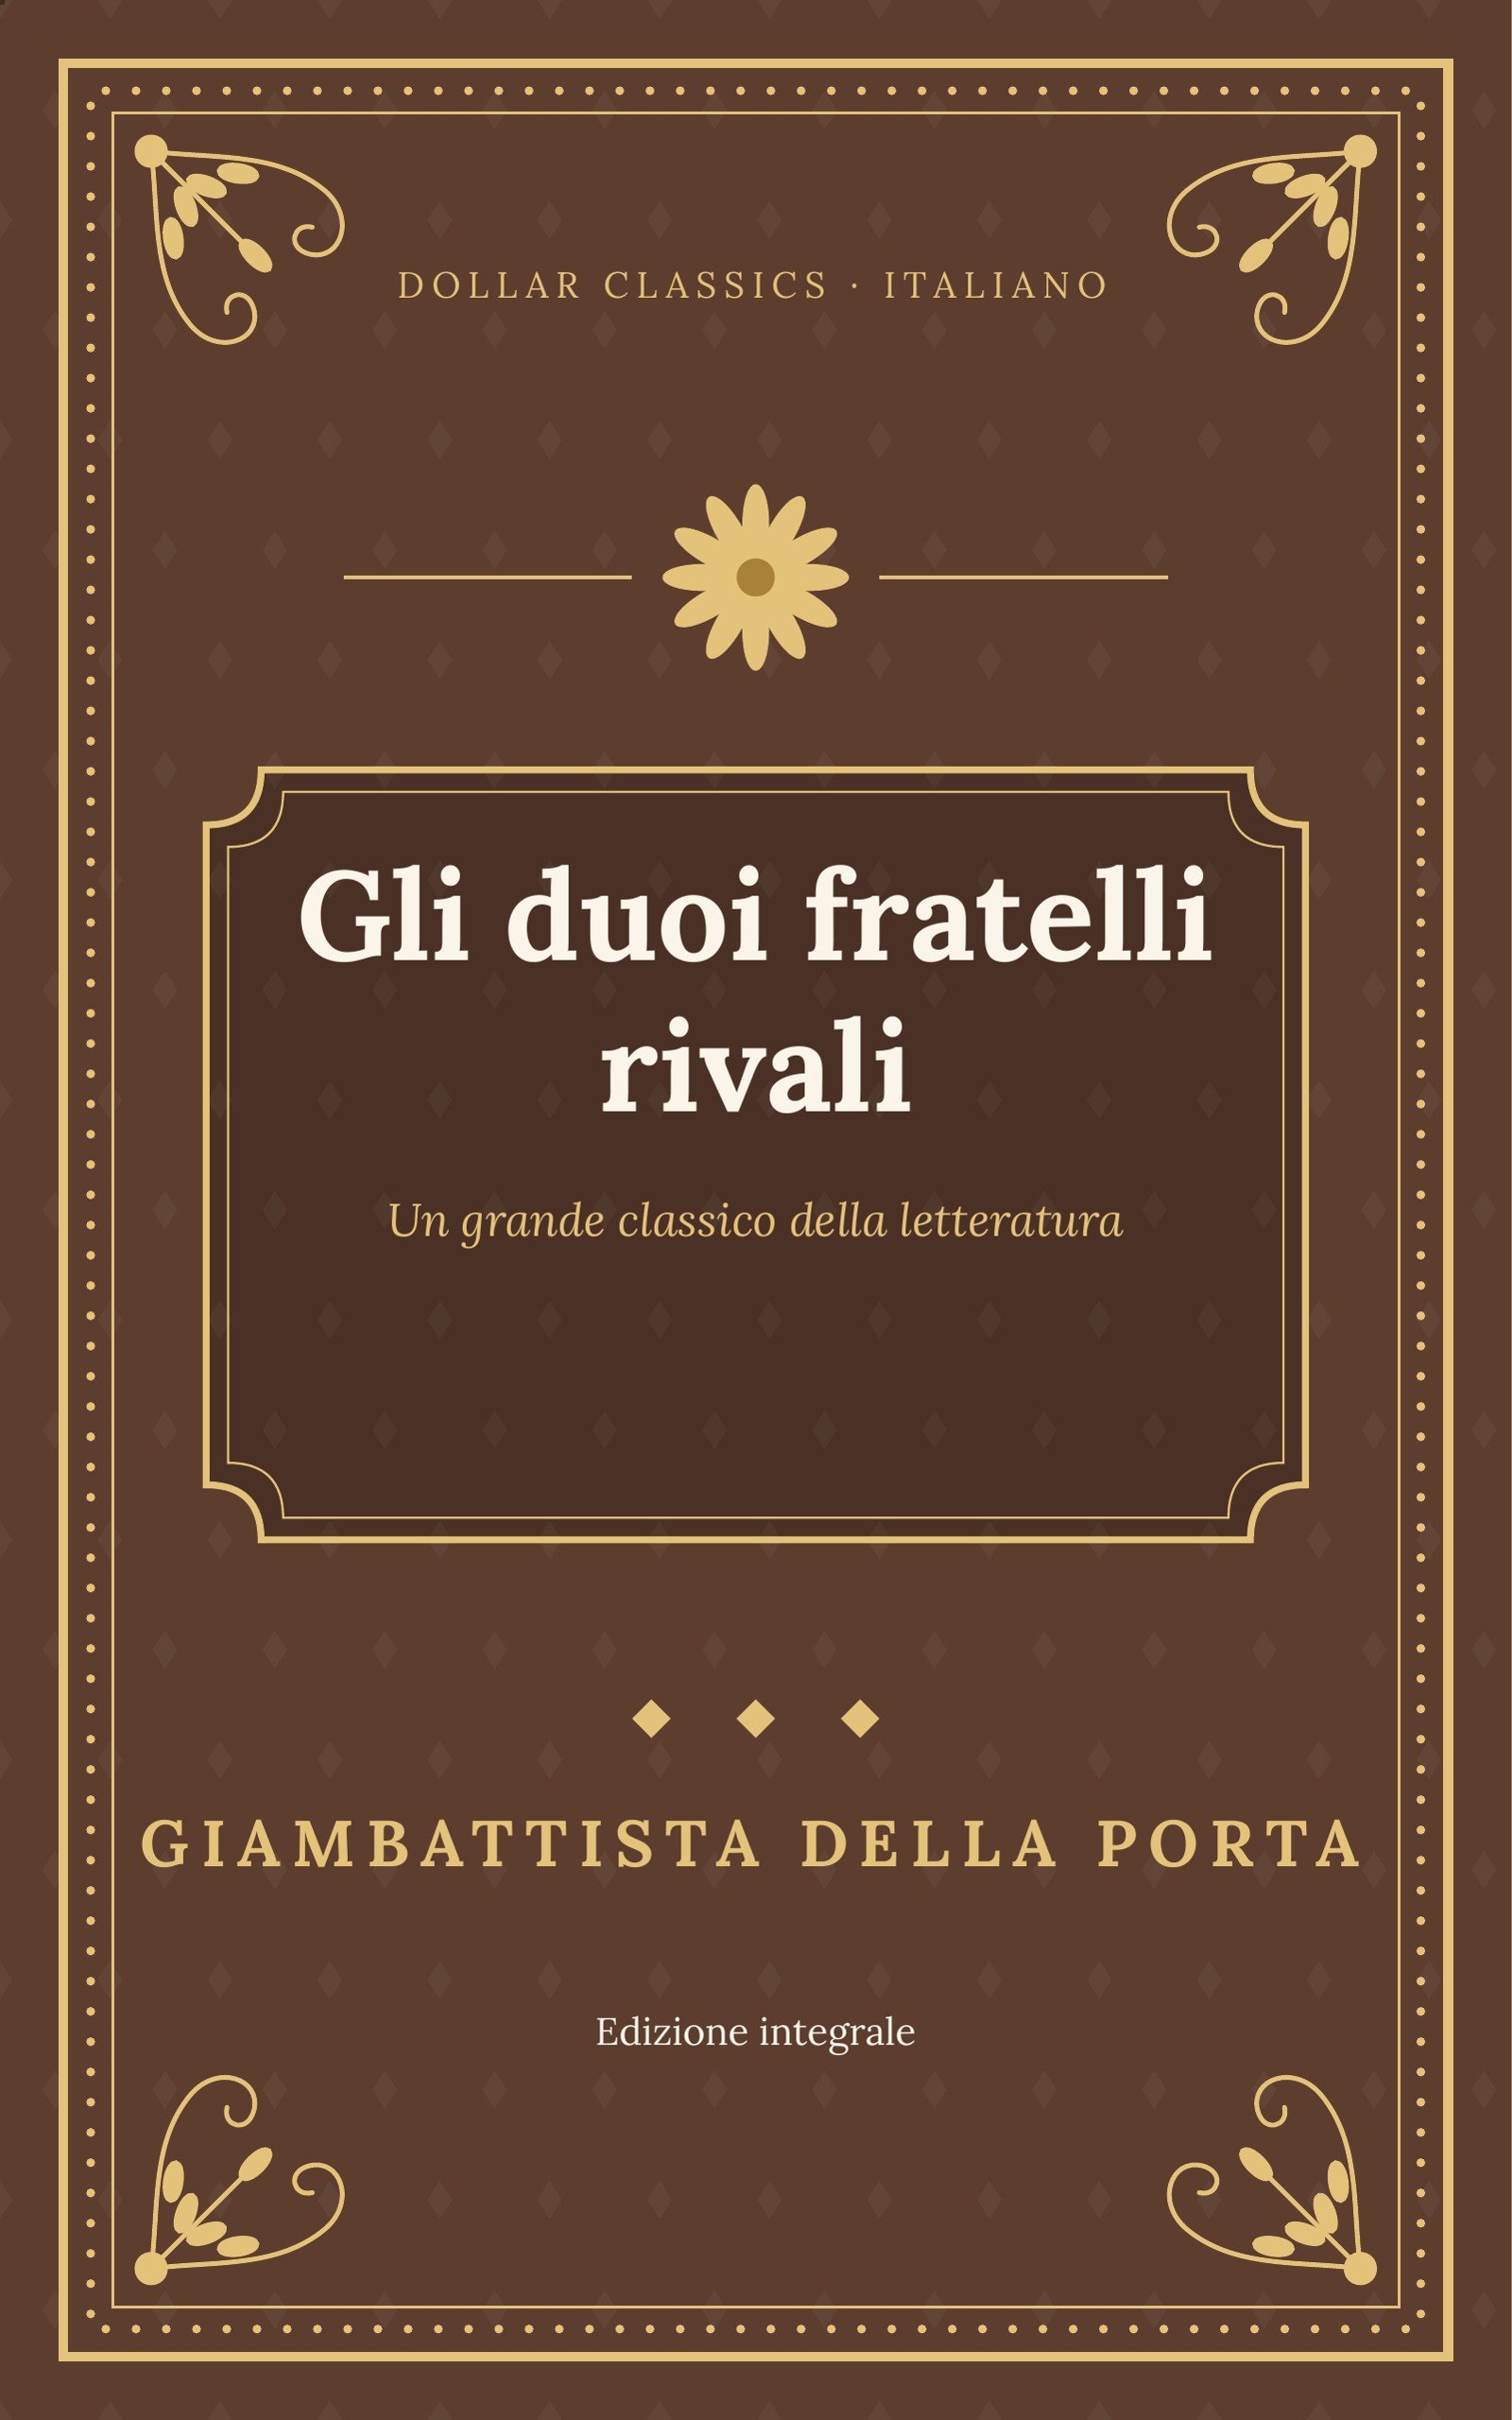 DOLLAR CLASSICS · ITALIANO
Gli duoi fratelli
rivali
Un grande classico della letteratura
GIAMBATTISTA DELLA PORTA
Edizione integrale